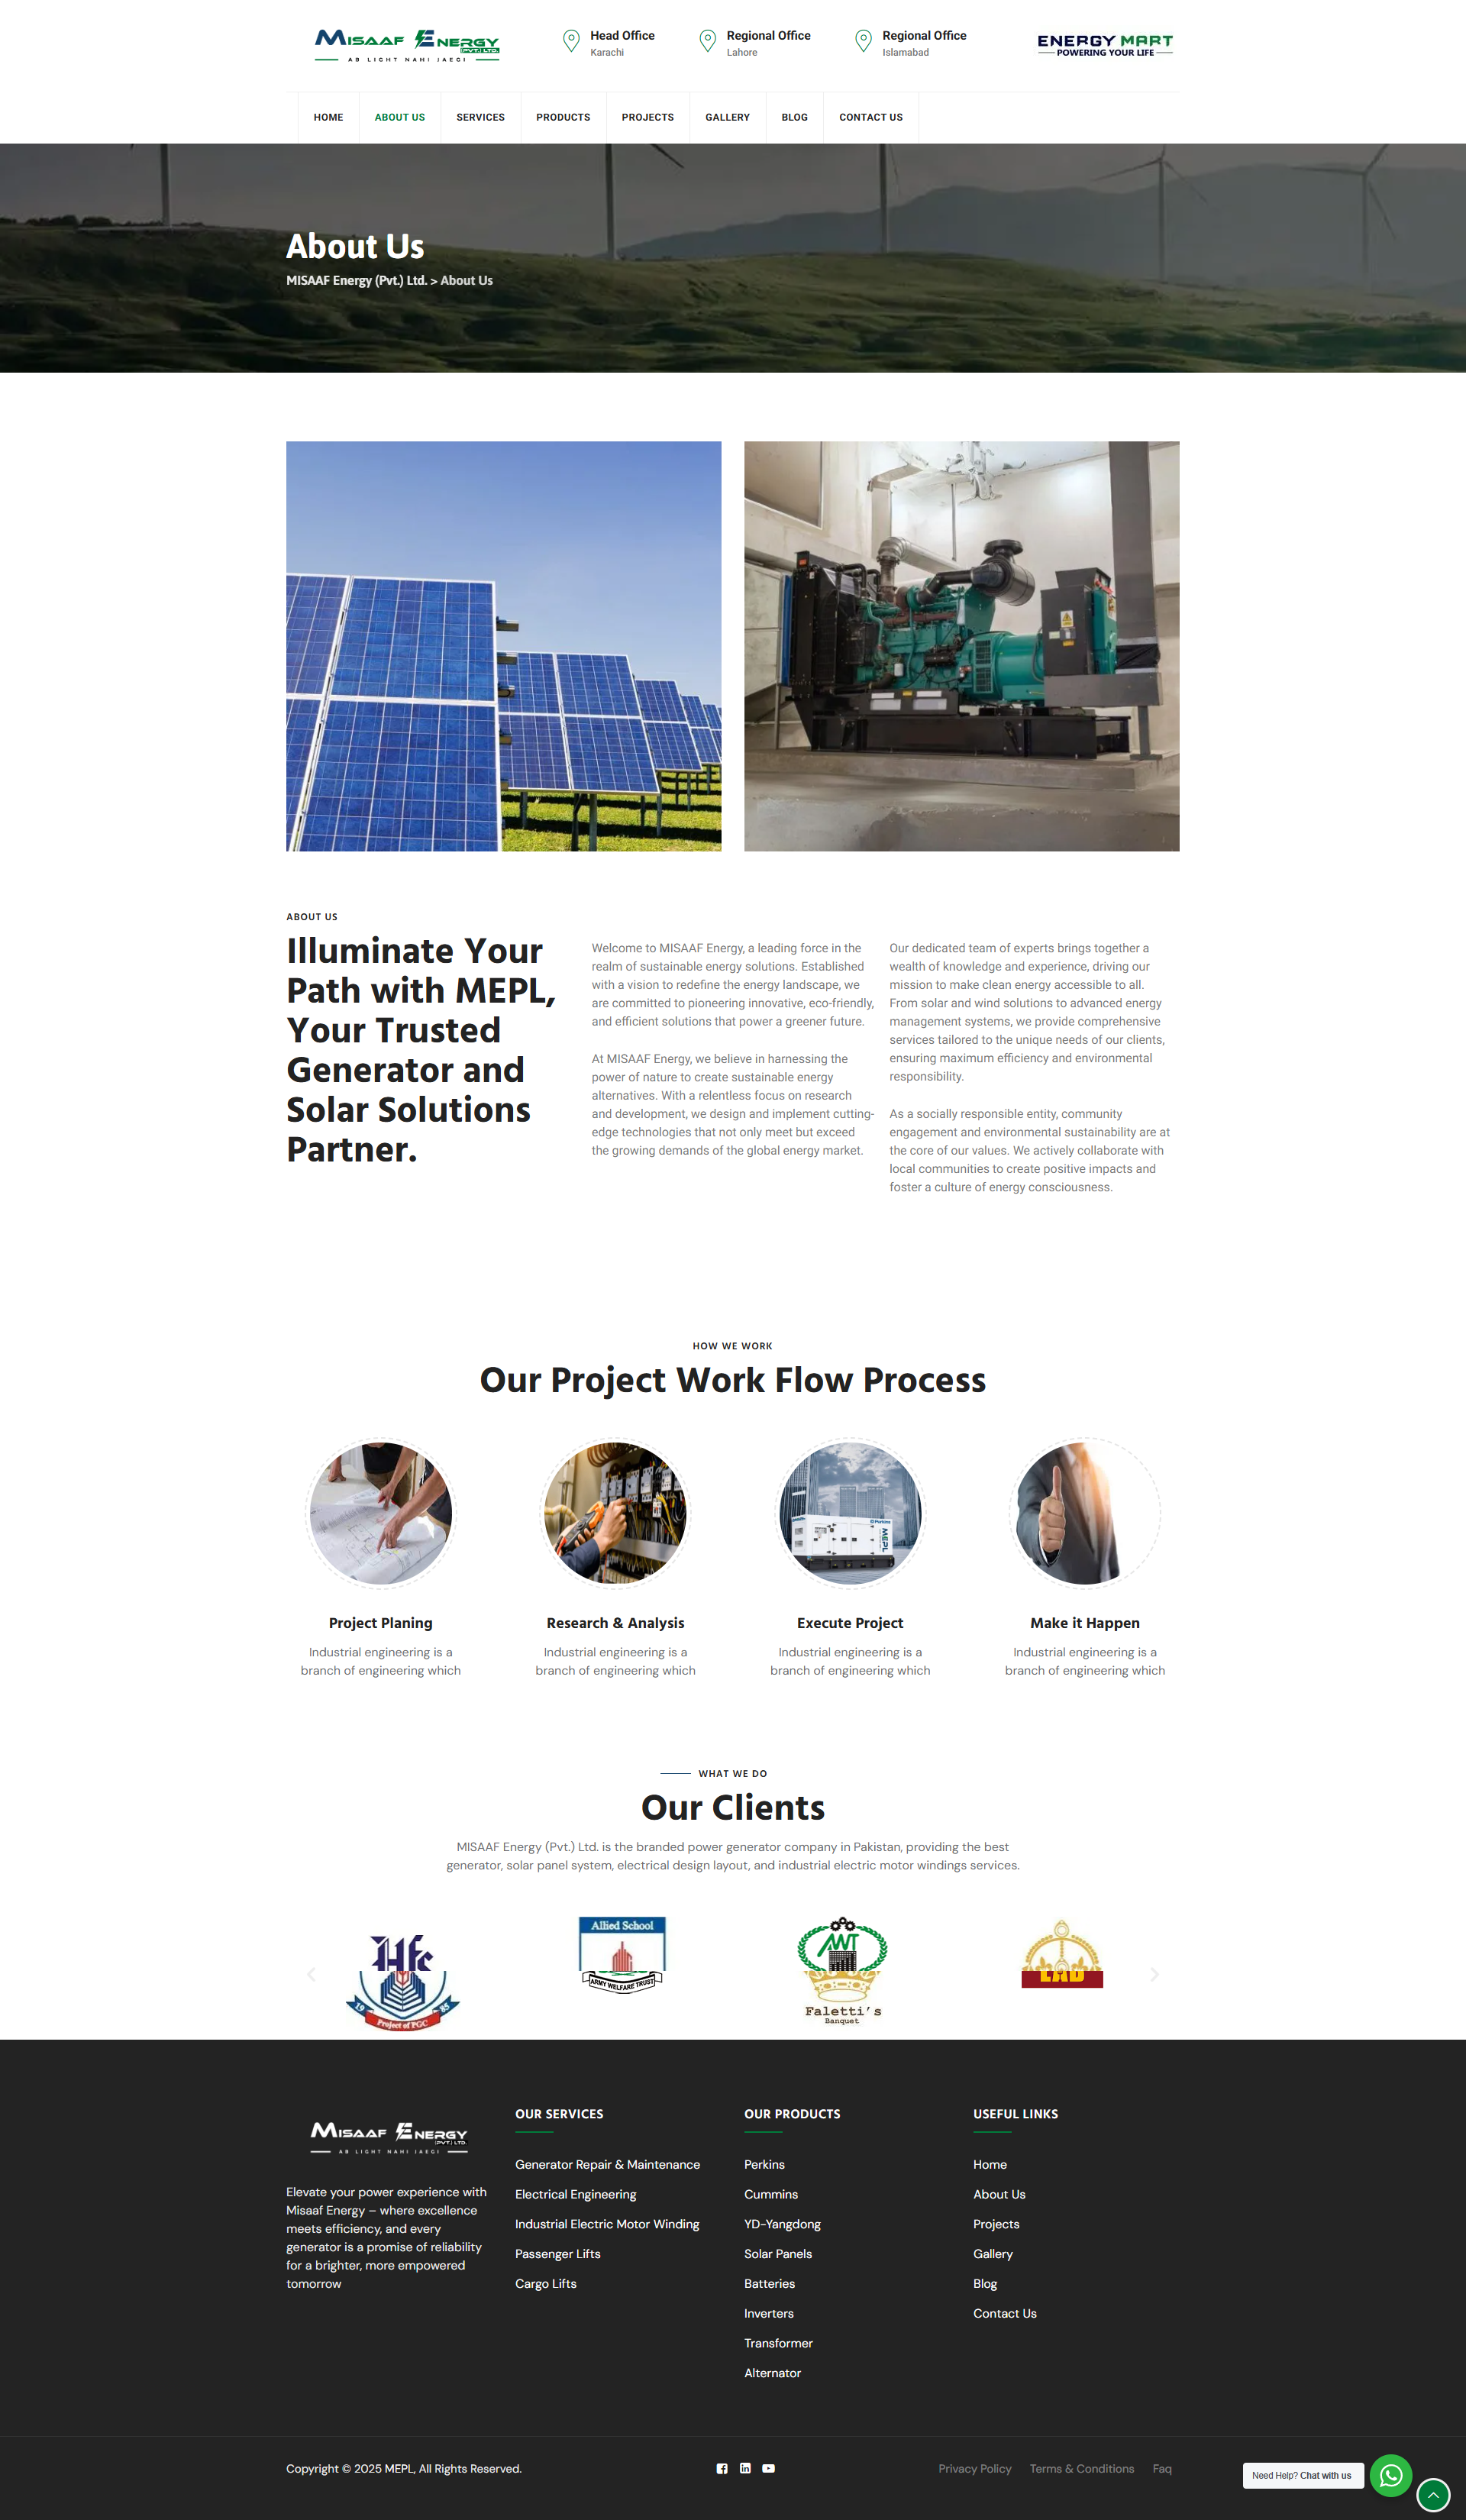 MISAAF ENERGY
(PVT.) LTD.
AB LIGHT NAHI JAEGI
Head Office
Karachi
Regional Office
Lahore
Regional Office
Islamabad
ENERGY MART
POWERING YOUR LIFE
HOME
ABOUT US
SERVICES
PRODUCTS
PROJECTS
GALLERY
BLOG
CONTACT US
About Us
MISAAF Energy (Pvt.) Ltd. > About Us
ABOUT US
Illuminate Your
Path with MEPL,
Your Trusted
Generator and
Solar Solutions
Partner.
Welcome to MISAAF Energy, a leading force in the
realm of sustainable energy solutions. Established
with a vision to redefine the energy landscape, we
are committed to pioneering innovative, eco-friendly,
and efficient solutions that power a greener future.
At MISAAF Energy, we believe in harnessing the
power of nature to create sustainable energy
alternatives. With a relentless focus on research
and development, we design and implement cutting-
edge technologies that not only meet but exceed
the growing demands of the global energy market.
Our dedicated team of experts brings together a
wealth of knowledge and experience, driving our
mission to make clean energy accessible to all.
From solar and wind solutions to advanced energy
management systems, we provide comprehensive
services tailored to the unique needs of our clients,
ensuring maximum efficiency and environmental
responsibility.
As a socially responsible entity, community
engagement and environmental sustainability are at
the core of our values. We actively collaborate with
local communities to create positive impacts and
foster a culture of energy consciousness.
HOW WE WORK
Our Project Work Flow Process
Perkins
MEPL
Project Planing
Industrial engineering is a
branch of engineering which
Research & Analysis
Industrial engineering is a
branch of engineering which
Execute Project
Industrial engineering is a
branch of engineering which
Make it Happen
Industrial engineering is a
branch of engineering which
WHAT WE DO
Our Clients
MISAAF Energy (Pvt.) Ltd. is the branded power generator company in Pakistan, providing the best
generator, solar panel system, electrical design layout, and industrial electric motor windings services.
Hfc
19 85
Project of PGC
Allied School
ARMY WELFARE TRUST
AWT
Faletti's
Banquet
OUR SERVICES
OUR PRODUCTS
USEFUL LINKS
MISAAF ENERGY
(PVT.) LTD.
AB LIGHT NAHI JAEGI
Elevate your power experience with
Misaaf Energy – where excellence
meets efficiency, and every
generator is a promise of reliability
for a brighter, more empowered
tomorrow
Generator Repair & Maintenance
Electrical Engineering
Industrial Electric Motor Winding
Passenger Lifts
Cargo Lifts
Perkins
Cummins
YD-Yangdong
Solar Panels
Batteries
Inverters
Transformer
Alternator
Home
About Us
Projects
Gallery
Blog
Contact Us
Copyright © 2025 MEPL, All Rights Reserved.
Privacy Policy
Terms & Conditions
Faq
Need Help? Chat with us